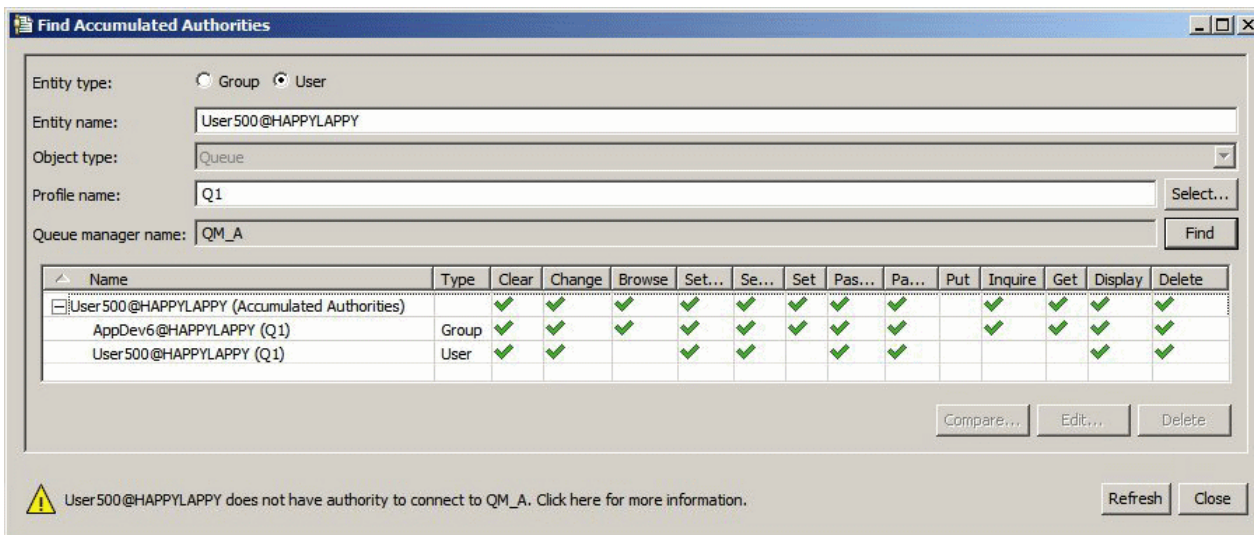 Find Accumulated Authorities
Entity type: Group User
Entity name: User500@HAPPYLAPPY
Object type: Queue
Profile name: Q1 Select...
Queue manager name: QM_A Find
Name Type Clear Change Browse Set... Se... Set Pas... Pa... Put Inquire Get Display Delete
User500@HAPPYLAPPY (Accumulated Authorities)
AppDev6@HAPPYLAPPY (Q1) Group
User500@HAPPYLAPPY (Q1) User
Compare... Edit... Delete
User500@HAPPYLAPPY does not have authority to connect to QM_A. Click here for more information. Refresh Close